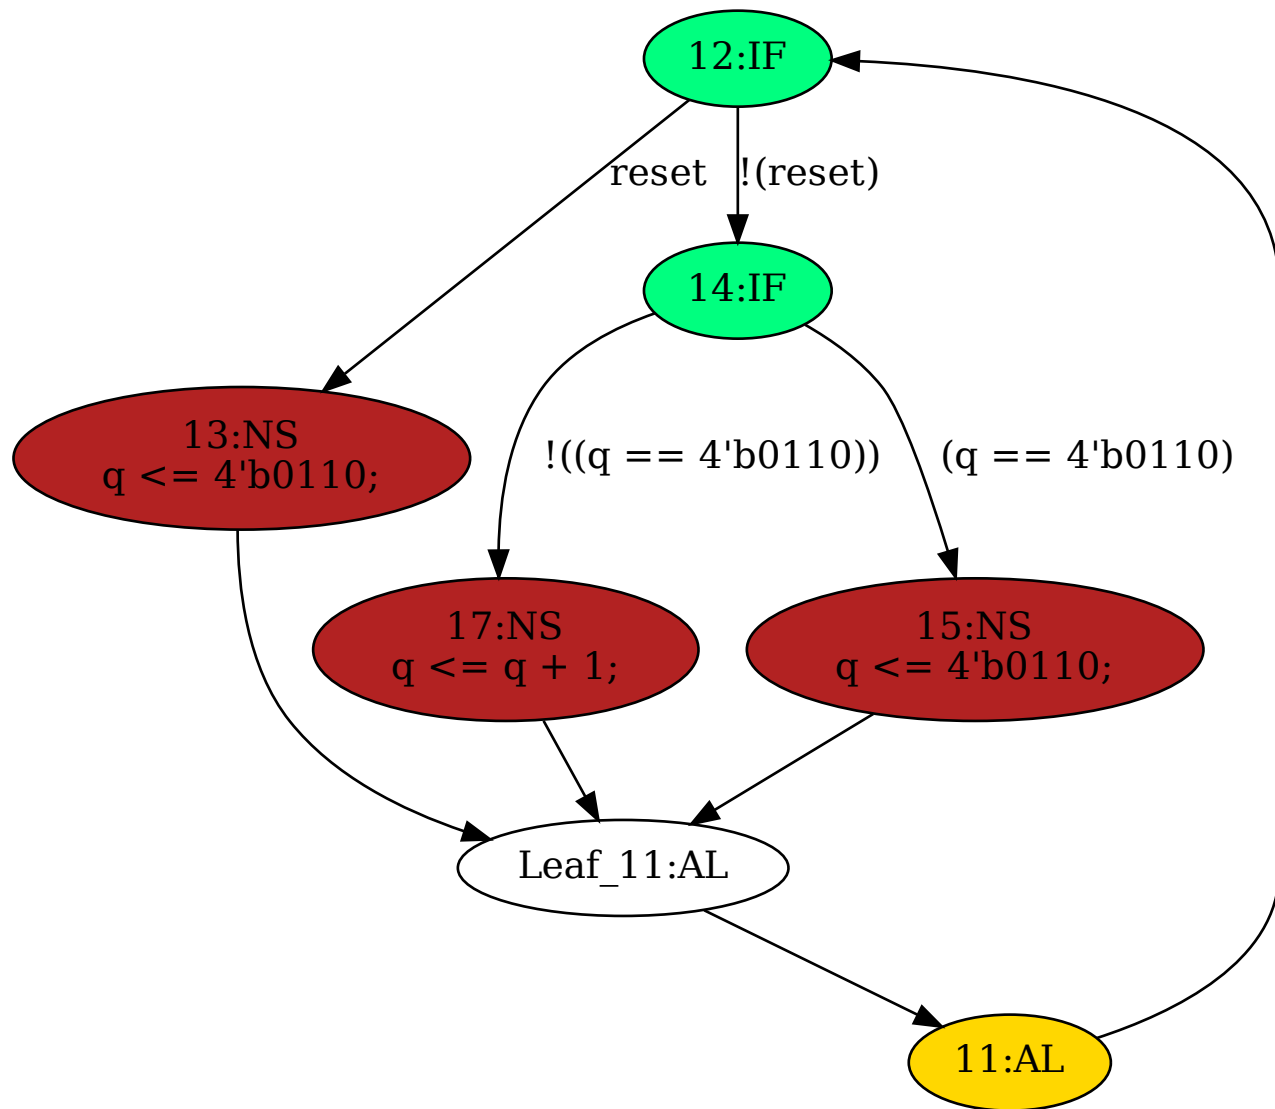 12:IF
reset
!(reset)
14:IF
13:NS
q <= 4'b0110;
!((q == 4'b0110))
(q == 4'b0110)
17:NS
q <= q + 1;
15:NS
q <= 4'b0110;
Leaf_11:AL
11:AL